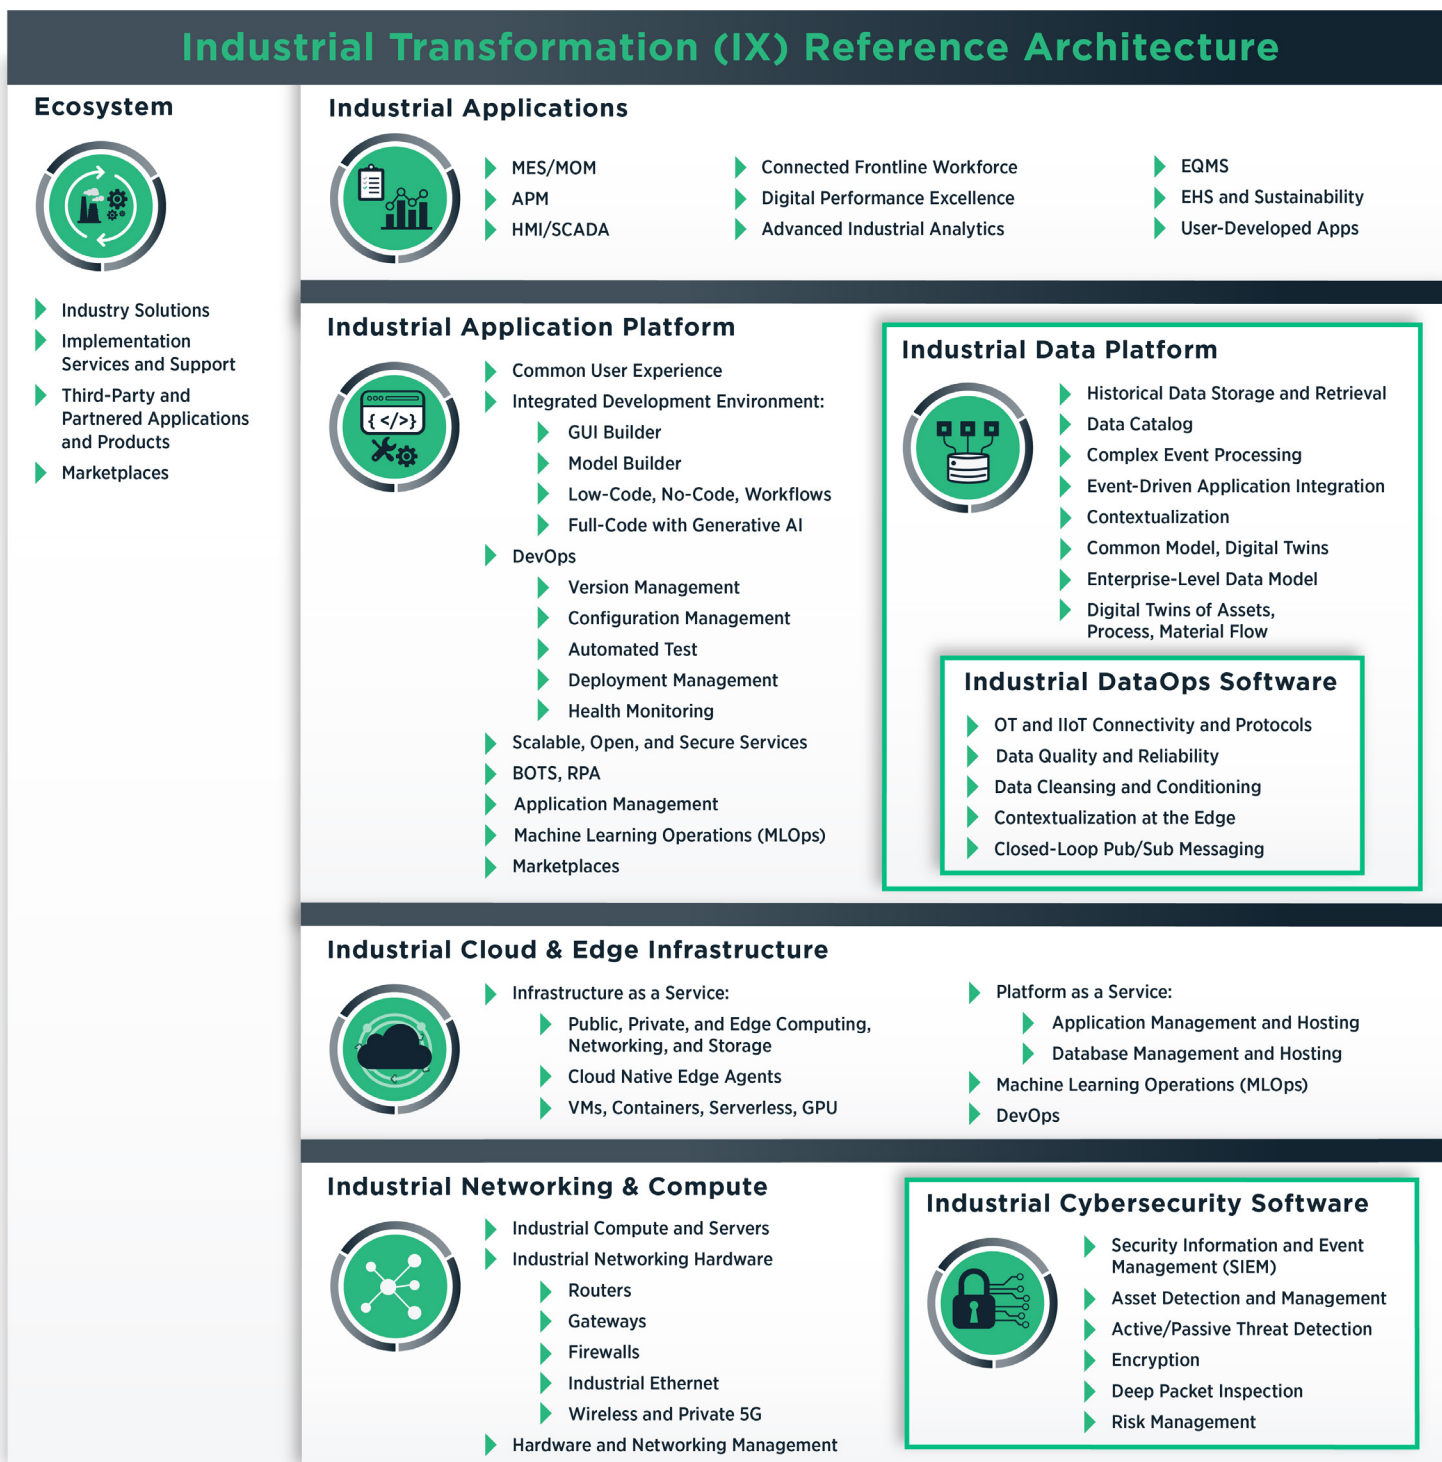 Industrial Transformation (IX) Reference Architecture
Ecosystem
Industry Solutions
Implementation
Services and Support
Third-Party and
Partnered Applications
and Products
Marketplaces
Industrial Applications
MES/MOM
APM
HMI/SCADA
Connected Frontline Workforce
Digital Performance Excellence
Advanced Industrial Analytics
EQMS
EHS and Sustainability
User-Developed Apps
Industrial Application Platform
{ </>}
Common User Experience
Integrated Development Environment:
GUI Builder
Model Builder
Low-Code, No-Code, Workflows
Full-Code with Generative AI
DevOps
Version Management
Configuration Management
Automated Test
Deployment Management
Health Monitoring
Scalable, Open, and Secure Services
BOTS, RPA
Application Management
Machine Learning Operations (MLOps)
Marketplaces
Industrial Data Platform
Historical Data Storage and Retrieval
Data Catalog
Complex Event Processing
Event-Driven Application Integration
Contextualization
Common Model, Digital Twins
Enterprise-Level Data Model
Digital Twins of Assets,
Process, Material Flow
Industrial DataOps Software
OT and IIoT Connectivity and Protocols
Data Quality and Reliability
Data Cleansing and Conditioning
Contextualization at the Edge
Closed-Loop Pub/Sub Messaging
Industrial Cloud & Edge Infrastructure
Infrastructure as a Service:
Public, Private, and Edge Computing,
Networking, and Storage
Cloud Native Edge Agents
VMs, Containers, Serverless, GPU
Platform as a Service:
Application Management and Hosting
Database Management and Hosting
Machine Learning Operations (MLOps)
DevOps
Industrial Networking & Compute
Industrial Compute and Servers
Industrial Networking Hardware
Routers
Gateways
Firewalls
Industrial Ethernet
Wireless and Private 5G
Hardware and Networking Management
Industrial Cybersecurity Software
Security Information and Event
Management (SIEM)
Asset Detection and Management
Active/Passive Threat Detection
Encryption
Deep Packet Inspection
Risk Management